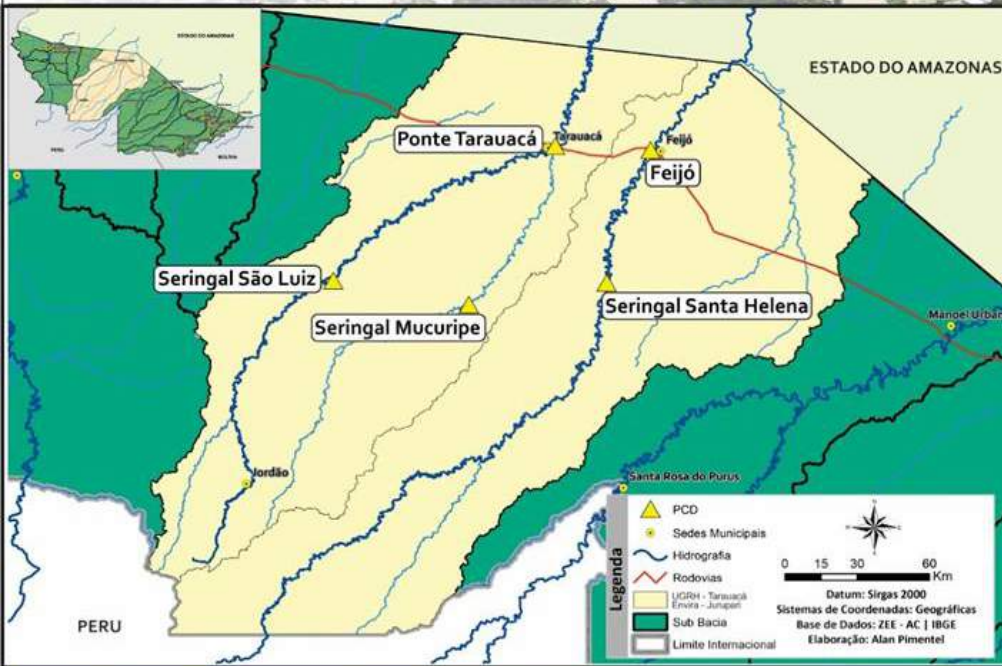 ESTADO DO AMAZONAS
PERU
BOLÍVIA
ESTADO DO AMAZONAS
Ponte Tarauacá
Tarauacá
Feijó
Feijó
Seringal São Luiz
Seringal Mucuripe
Seringal Santa Helena
Manoel Urban
Jordão
Santa Rosa do Purus
PERU
Legenda
PCD
Sedes Municipais
Hidrografia
Rodovias
UGRH - Tarauacá
Envira - Jurupari
Sub Bacia
Limite Internacional
0 15 30 60
Km
Datum: Sirgas 2000
Sistemas de Coordenadas: Geográficas
Base de Dados: ZEE - AC | IBGE
Elaboração: Alan Pimentel